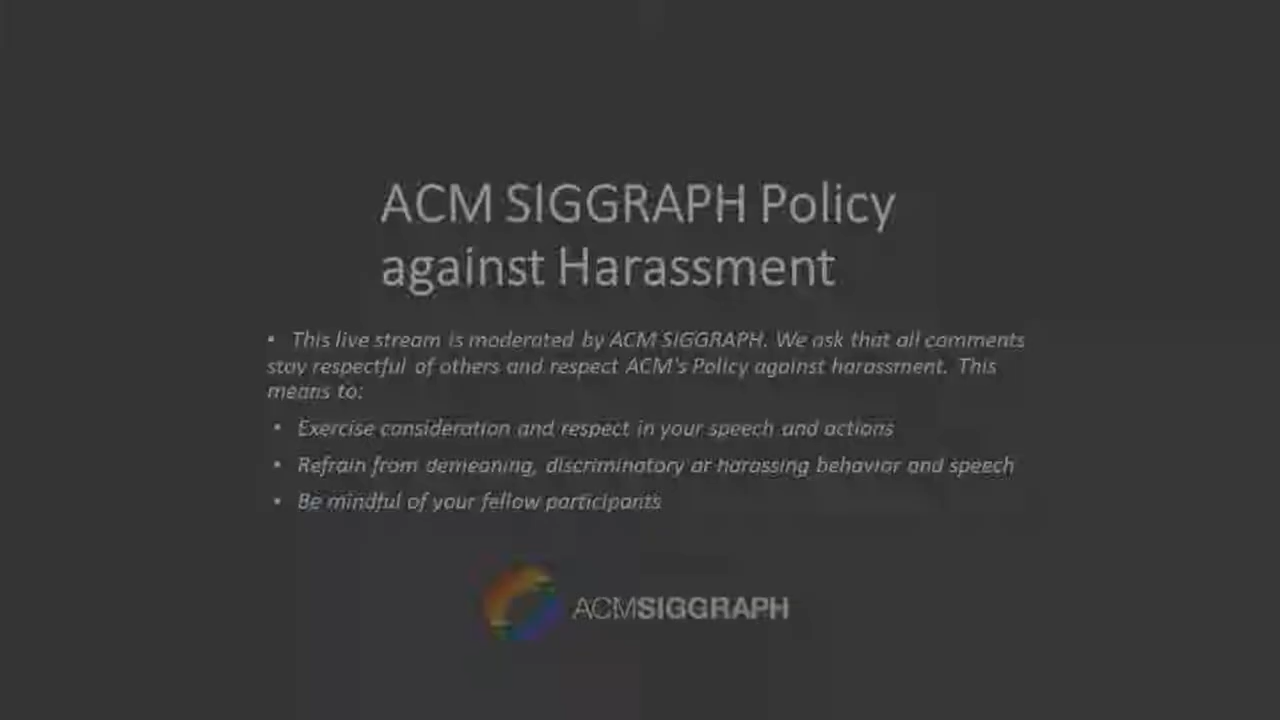 ACM SIGGRAPH Policy
against Harassment
• This live stream is moderated by ACM SIGGRAPH. We ask that all comments
stay respectful of others and respect ACM's Policy against harassment. This
means to:
• Exercise consideration and respect in your speech and actions
• Refrain from demeaning, discriminatory or harassing behavior and speech
• Be mindful of your fellow participants
ACMSIGGRAPH